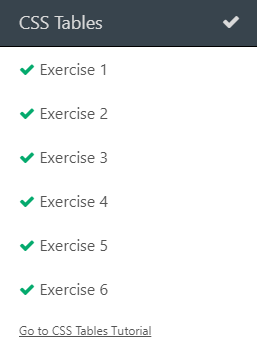 CSS Tables
Exercise 1
Exercise 2
Exercise 3
Exercise 4
Exercise 5
Exercise 6
Go to CSS Tables Tutorial